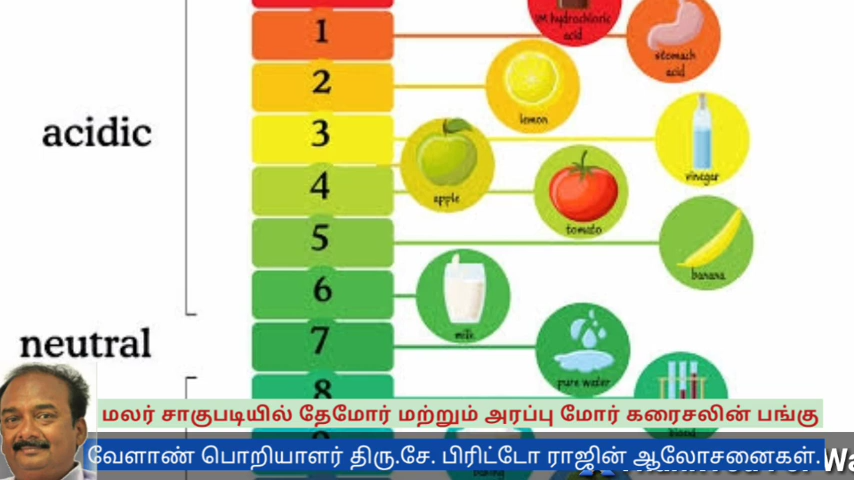 1
1M hydrochloric
acid
stomach
acid
2
lemon
acidic
3
vinegar
apple
4
tomato
5
banana
6
milk
neutral
7
pure water
8
blood
மலர் சாகுபடியில் தேமோர் மற்றும் அரப்பு மோர் கரைசலின் பங்கு
வேளாண் பொறியாளர் திரு.சே. பிரிட்டோ ராஜின் ஆலோசனைகள்.